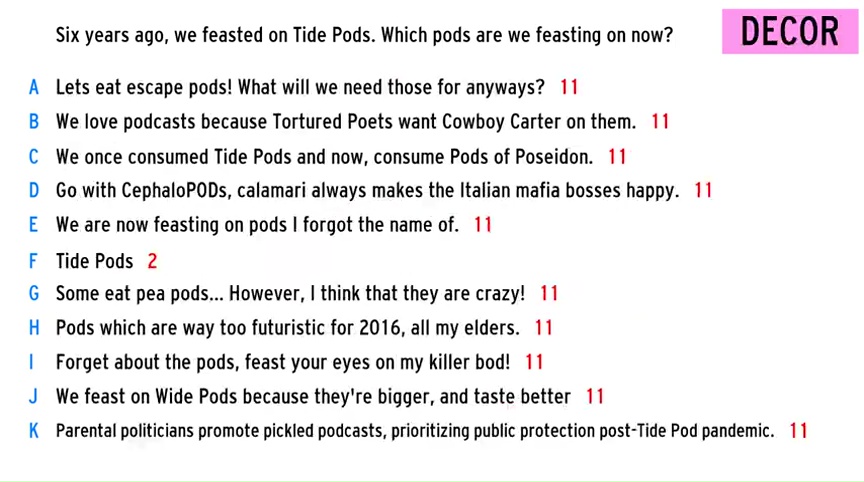 Six years ago, we feasted on Tide Pods. Which pods are we feasting on now?
DECOR
A Lets eat escape pods! What will we need those for anyways? 11
B We love podcasts because Tortured Poets want Cowboy Carter on them. 11
C We once consumed Tide Pods and now, consume Pods of Poseidon. 11
D Go with CephaloPODs, calamari always makes the Italian mafia bosses happy. 11
E We are now feasting on pods I forgot the name of. 11
F Tide Pods 2
G Some eat pea pods... However, I think that they are crazy! 11
H Pods which are way too futuristic for 2016, all my elders. 11
I Forget about the pods, feast your eyes on my killer bod! 11
J We feast on Wide Pods because they're bigger, and taste better 11
K Parental politicians promote pickled podcasts, prioritizing public protection post-Tide Pod pandemic. 11